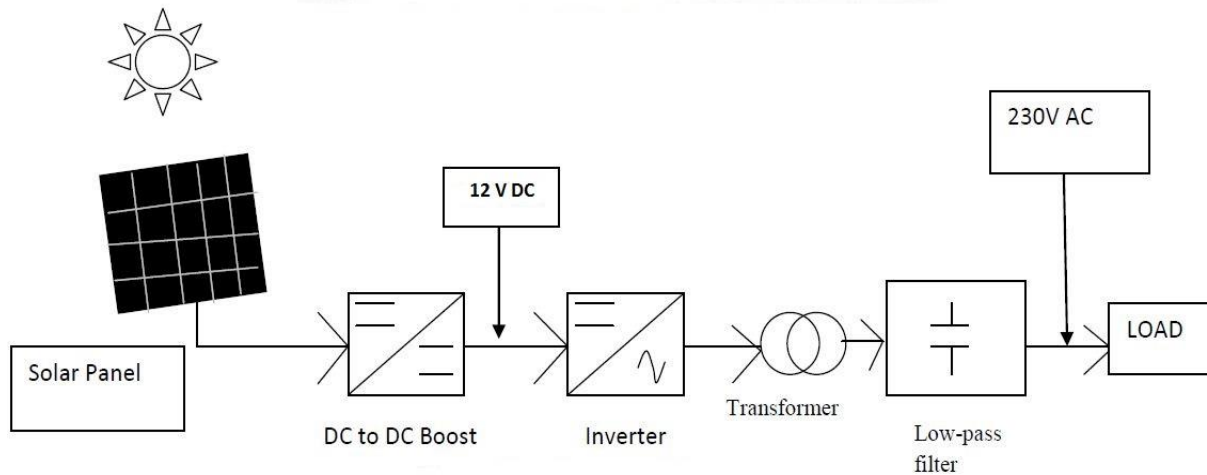 230V AC
12 V DC
Solar Panel
LOAD
DC to DC Boost
Inverter
Transformer
Low-pass
filter